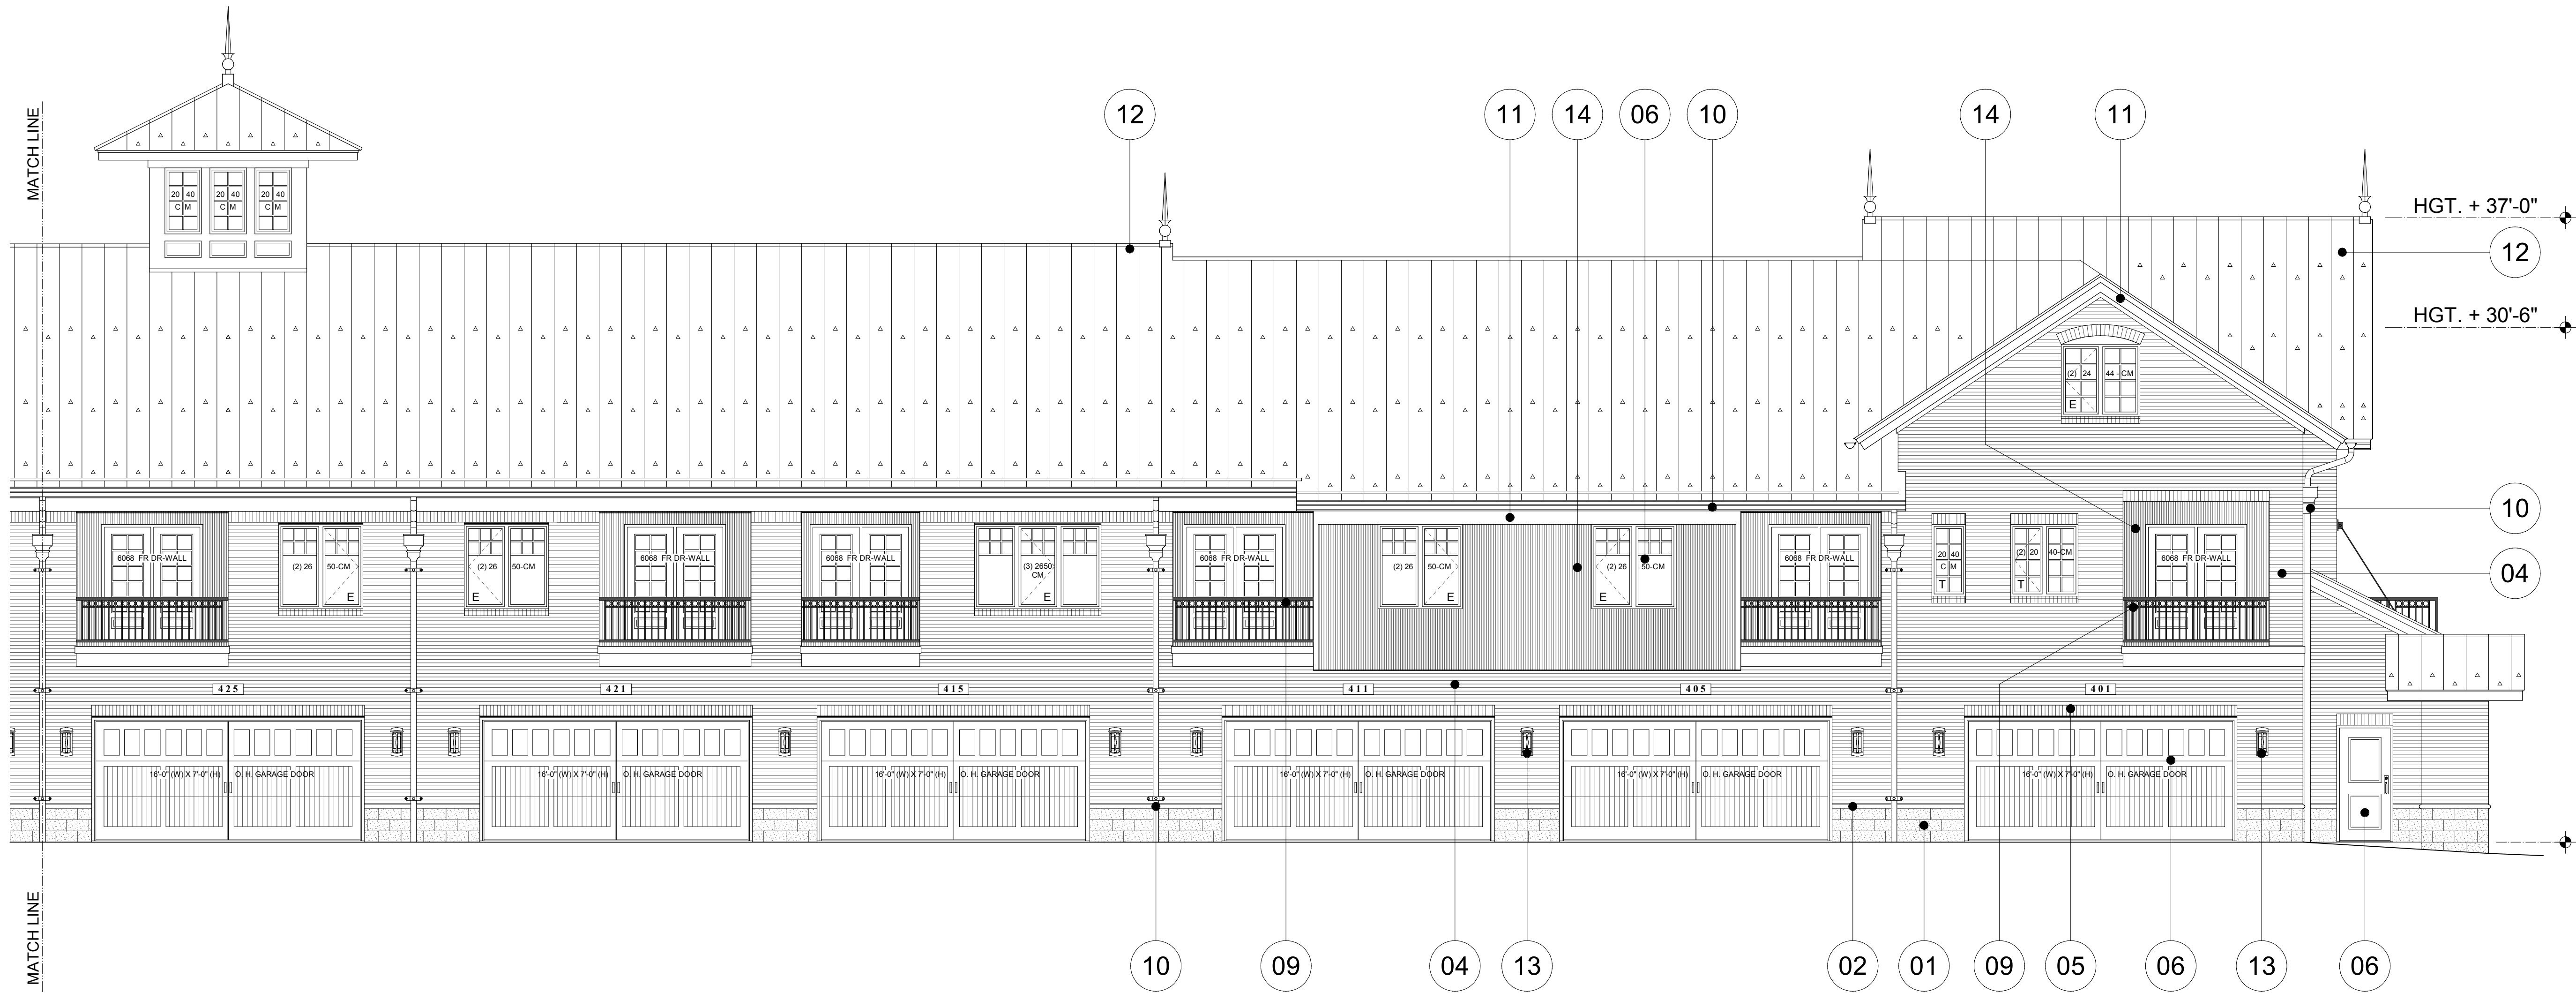 MATCH LINE
12
11
14
06
10
14
11
20 40
C M
20 40
C M
20 40
C M
HGT. + 37'-0"
12
HGT. + 30'-6"
(2) 24 44 - CM
E
10
04
6068 FR DR-WALL
(2) 26 50-CM
E
(2) 26 50-CM
E
6068 FR DR-WALL
6068 FR DR-WALL
(3) 2650
CM
E
6068 FR DR-WALL
(2) 26 50-CM
E
(2) 26 50-CM
E
6068 FR DR-WALL
20 40
C M
T
(2) 20 40-CM
T
6068 FR DR-WALL
425
421
415
411
405
401
16'-0" (W) X 7'-0" (H) O. H. GARAGE DOOR
16'-0" (W) X 7'-0" (H) O. H. GARAGE DOOR
16'-0" (W) X 7'-0" (H) O. H. GARAGE DOOR
16'-0" (W) X 7'-0" (H) O. H. GARAGE DOOR
16'-0" (W) X 7'-0" (H) O. H. GARAGE DOOR
16'-0" (W) X 7'-0" (H) O. H. GARAGE DOOR
MATCH LINE
10
09
04
13
02
01
09
05
06
13
06